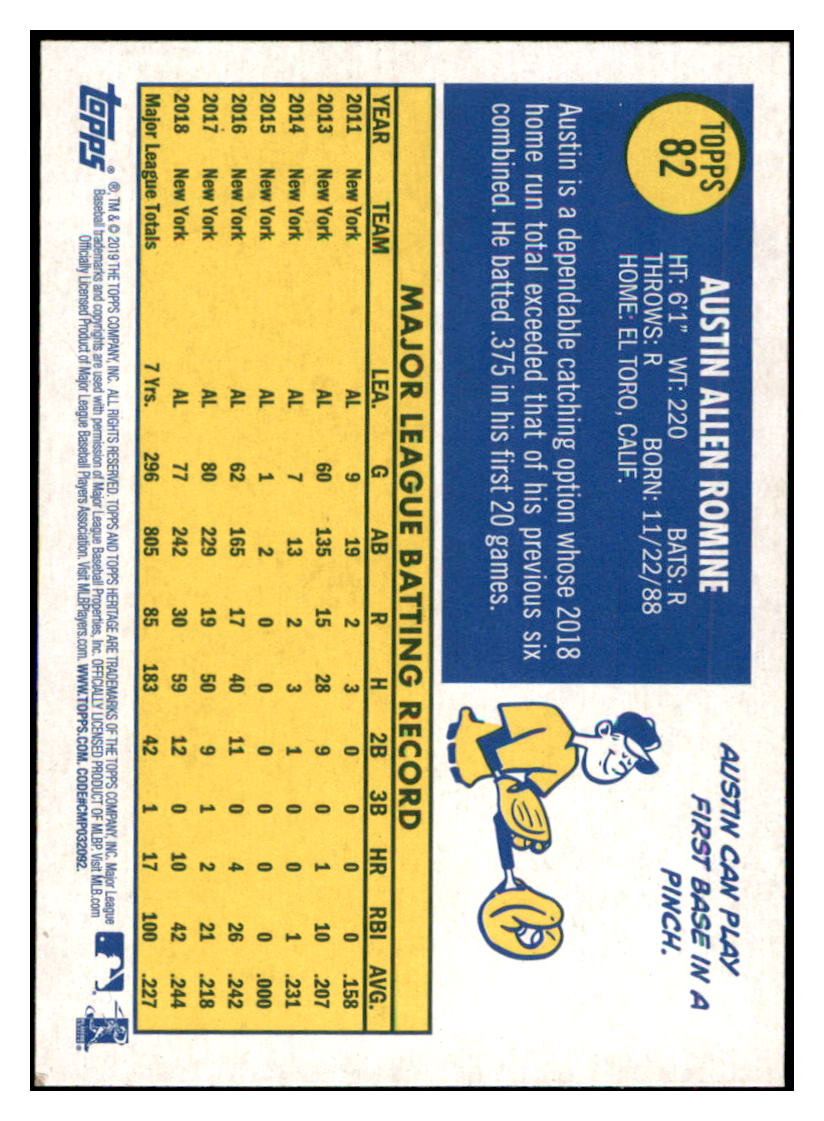 TOPPS
82
AUSTIN ALLEN ROMINE
HT: 6'1" WT: 220 BATS: R
THROWS: R BORN: 11/22/88
HOME: EL TORO, CALIF.
Austin is a dependable catching option whose 2018
home run total exceeded that of his previous six
combined. He batted .375 in his first 20 games.
AUSTIN CAN PLAY
FIRST BASE IN A
PINCH.
MAJOR LEAGUE BATTING RECORD
YEAR TEAM LEA. G AB R H 2B 3B HR RBI AVG.
2011 New York AL 9 19 2 3 0 0 0 0 .158
2013 New York AL 60 135 15 28 9 0 1 10 .207
2014 New York AL 7 13 2 3 1 0 0 1 .231
2015 New York AL 1 2 0 0 0 0 0 0 .000
2016 New York AL 62 165 17 40 11 0 4 26 .242
2017 New York AL 80 229 19 50 9 1 2 21 .218
2018 New York AL 77 242 30 59 12 0 10 42 .244
Major League Totals 7 Yrs. 296 805 85 183 42 1 17 100 .227
topps®
®, TM & © 2019 THE TOPPS COMPANY, INC. ALL RIGHTS RESERVED. TOPPS AND TOPPS HERITAGE ARE TRADEMARKS OF THE TOPPS COMPANY, INC. Major League
Baseball trademarks and copyrights are used with permission of Major League Baseball Properties, Inc. OFFICIALLY LICENSED PRODUCT OF MLBP. Visit MLB.com
Officially Licensed Product of Major League Baseball Players Association. Visit MLBPlayers.com. WWW.TOPPS.COM. CODE#CMP032092.